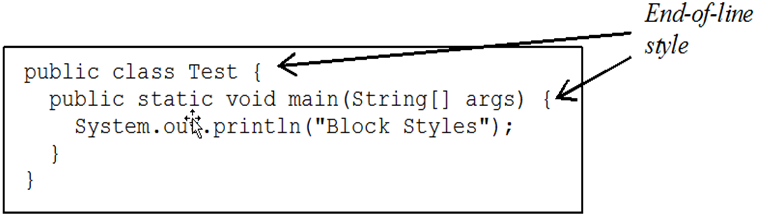 End-of-line
style
public class Test {
  public static void main(String[] args) {
    System.out.println("Block Styles");
  }
}